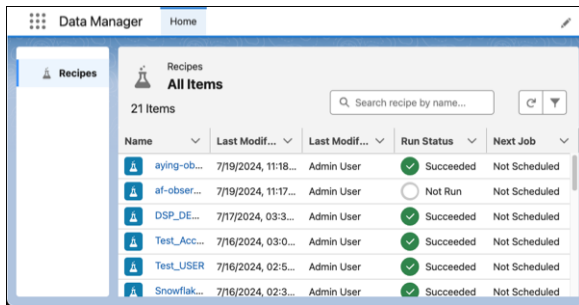 Data Manager
Home
Recipes
Recipes
All Items
21 Items
Search recipe by name...
Name Last Modif... Last Modif... Run Status Next Job
aying-ob... 7/19/2024, 11:18... Admin User Succeeded Not Scheduled
af-obser... 7/19/2024, 11:17... Admin User Not Run Not Scheduled
DSP_DE... 7/17/2024, 03:3... Admin User Succeeded Not Scheduled
Test_Acc... 7/16/2024, 03:0... Admin User Succeeded Not Scheduled
Test_USER 7/16/2024, 02:5... Admin User Succeeded Not Scheduled
Snowflak... 7/16/2024, 02:3... Admin User Succeeded Not Scheduled